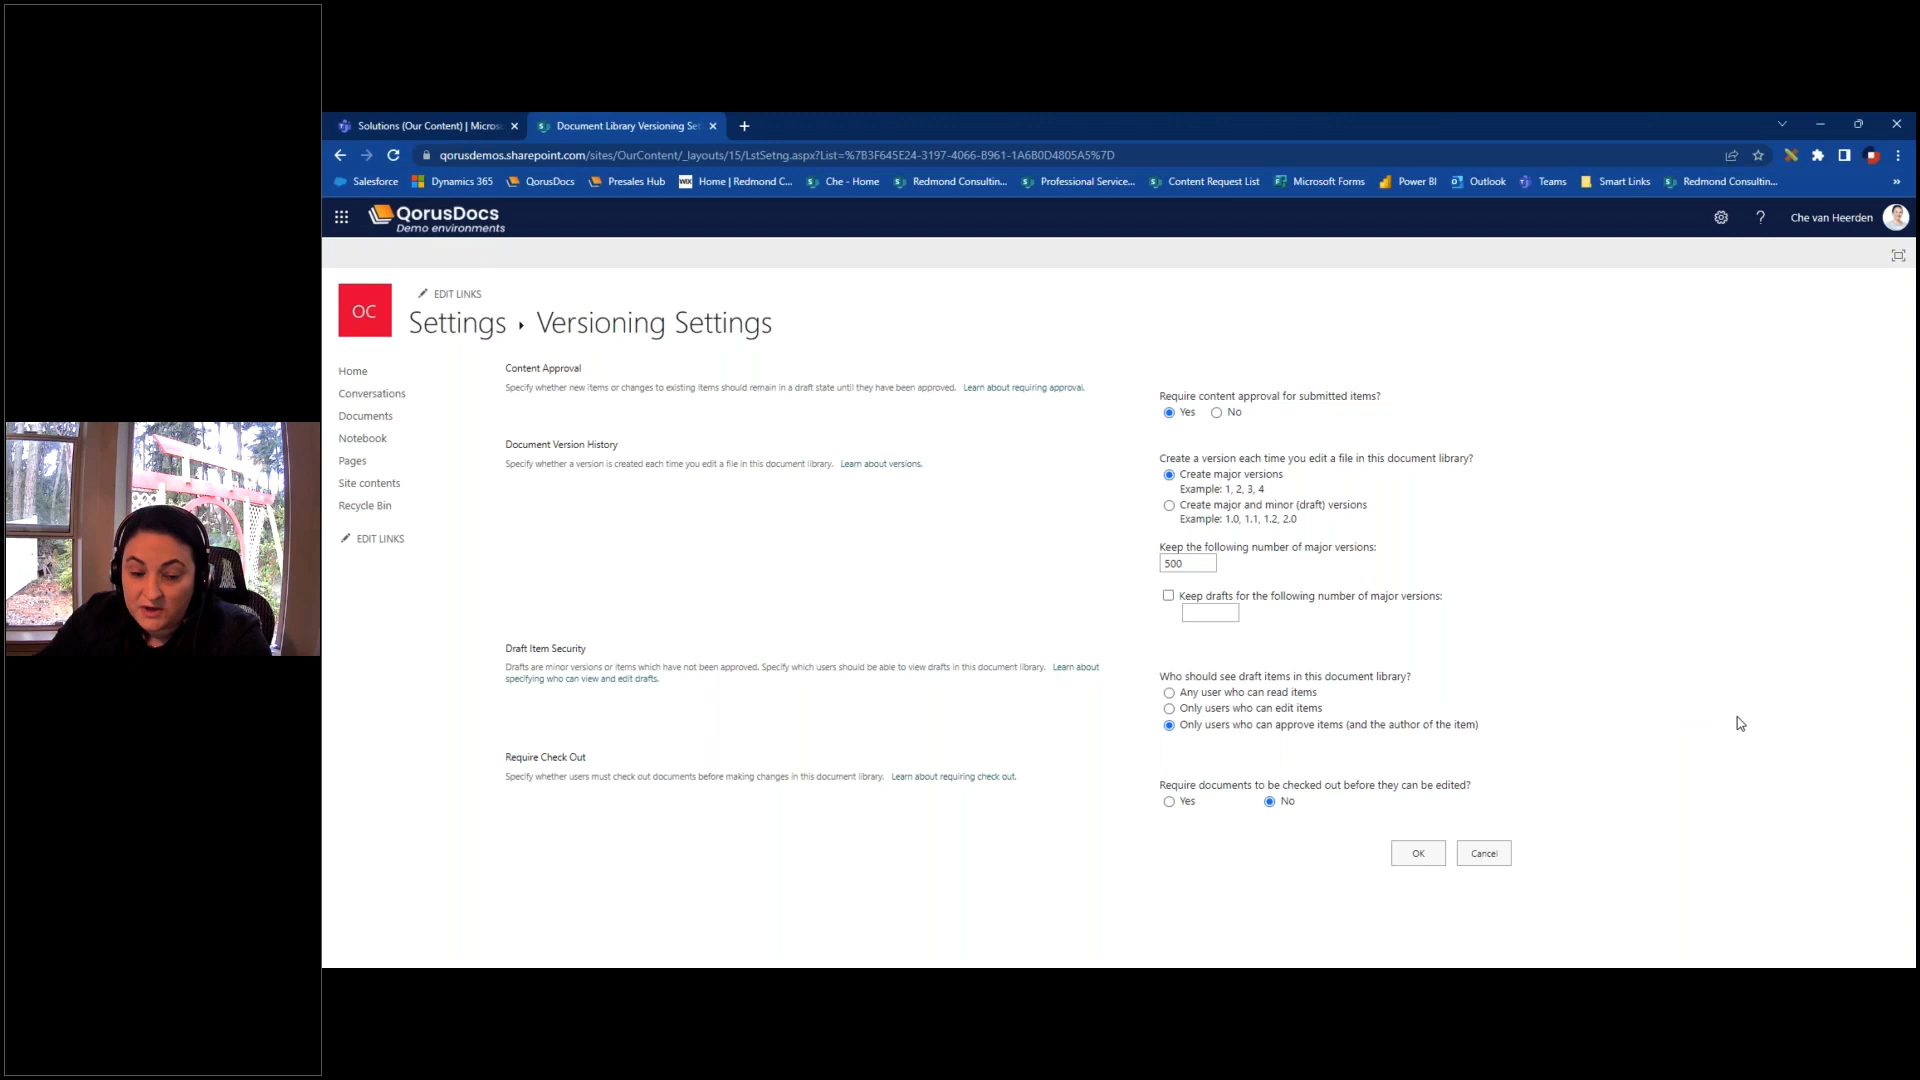 Solutions (Our Content) | Micros
Document Library Versioning Set
qorusdemos.sharepoint.com/sites/OurContent/_layouts/15/LstSetng.aspx?List=%7B3F645E24-3197-4066-B961-1A6B0D4805A5%7D
Salesforce
Dynamics 365
QorusDocs
Presales Hub
Home | Redmond C...
Che - Home
Redmond Consultin...
Professional Service...
Content Request List
Microsoft Forms
Power BI
Outlook
Teams
Smart Links
Redmond Consultin...
»
QorusDocs
Demo environments
?
Che van Heerden
OC
EDIT LINKS
Settings ▸ Versioning Settings
Home
Conversations
Documents
Notebook
Pages
Site contents
Recycle Bin
EDIT LINKS
Content Approval
Specify whether new items or changes to existing items should remain in a draft state until they have been approved. Learn about requiring approval.
Require content approval for submitted items?
Yes No
Document Version History
Specify whether a version is created each time you edit a file in this document library. Learn about versions.
Create a version each time you edit a file in this document library?
Create major versions
Example: 1, 2, 3, 4
Create major and minor (draft) versions
Example: 1.0, 1.1, 1.2, 2.0
Keep the following number of major versions:
500
Keep drafts for the following number of major versions:
Draft Item Security
Drafts are minor versions or items which have not been approved. Specify which users should be able to view drafts in this document library. Learn about
specifying who can view and edit drafts.
Who should see draft items in this document library?
Any user who can read items
Only users who can edit items
Only users who can approve items (and the author of the item)
Require Check Out
Specify whether users must check out documents before making changes in this document library. Learn about requiring check out.
Require documents to be checked out before they can be edited?
Yes No
OK
Cancel